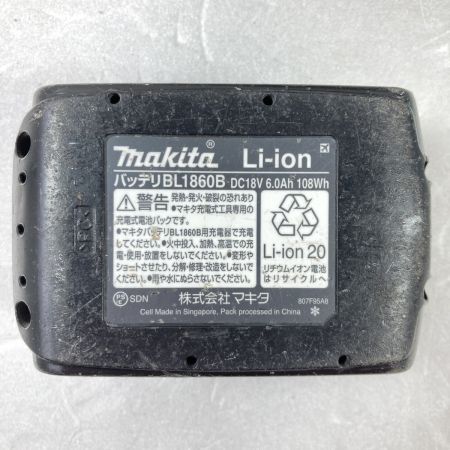 makita® Li-ion
バッテリBL1860B DC18V 6.0Ah 108Wh
警告 発熱・発火・破裂の恐れあり
●マキタ充電式工具専用の
充電式電池パックです。
●マキタバッテリBL1860B用充電器で充電
してください。●火中投入、加熱、高温での充
電・使用・放置をしないでください。●変形や
ショートさせたり、分解・修理・改造をしないで
ください。●雨や水にぬらさないでください。
Li-ion 20
リチウムイオン電池
はリサイクルへ
PS E SDN 株式会社マキタ 807F95A8
Cell Made in Singapore, Pack processed in China